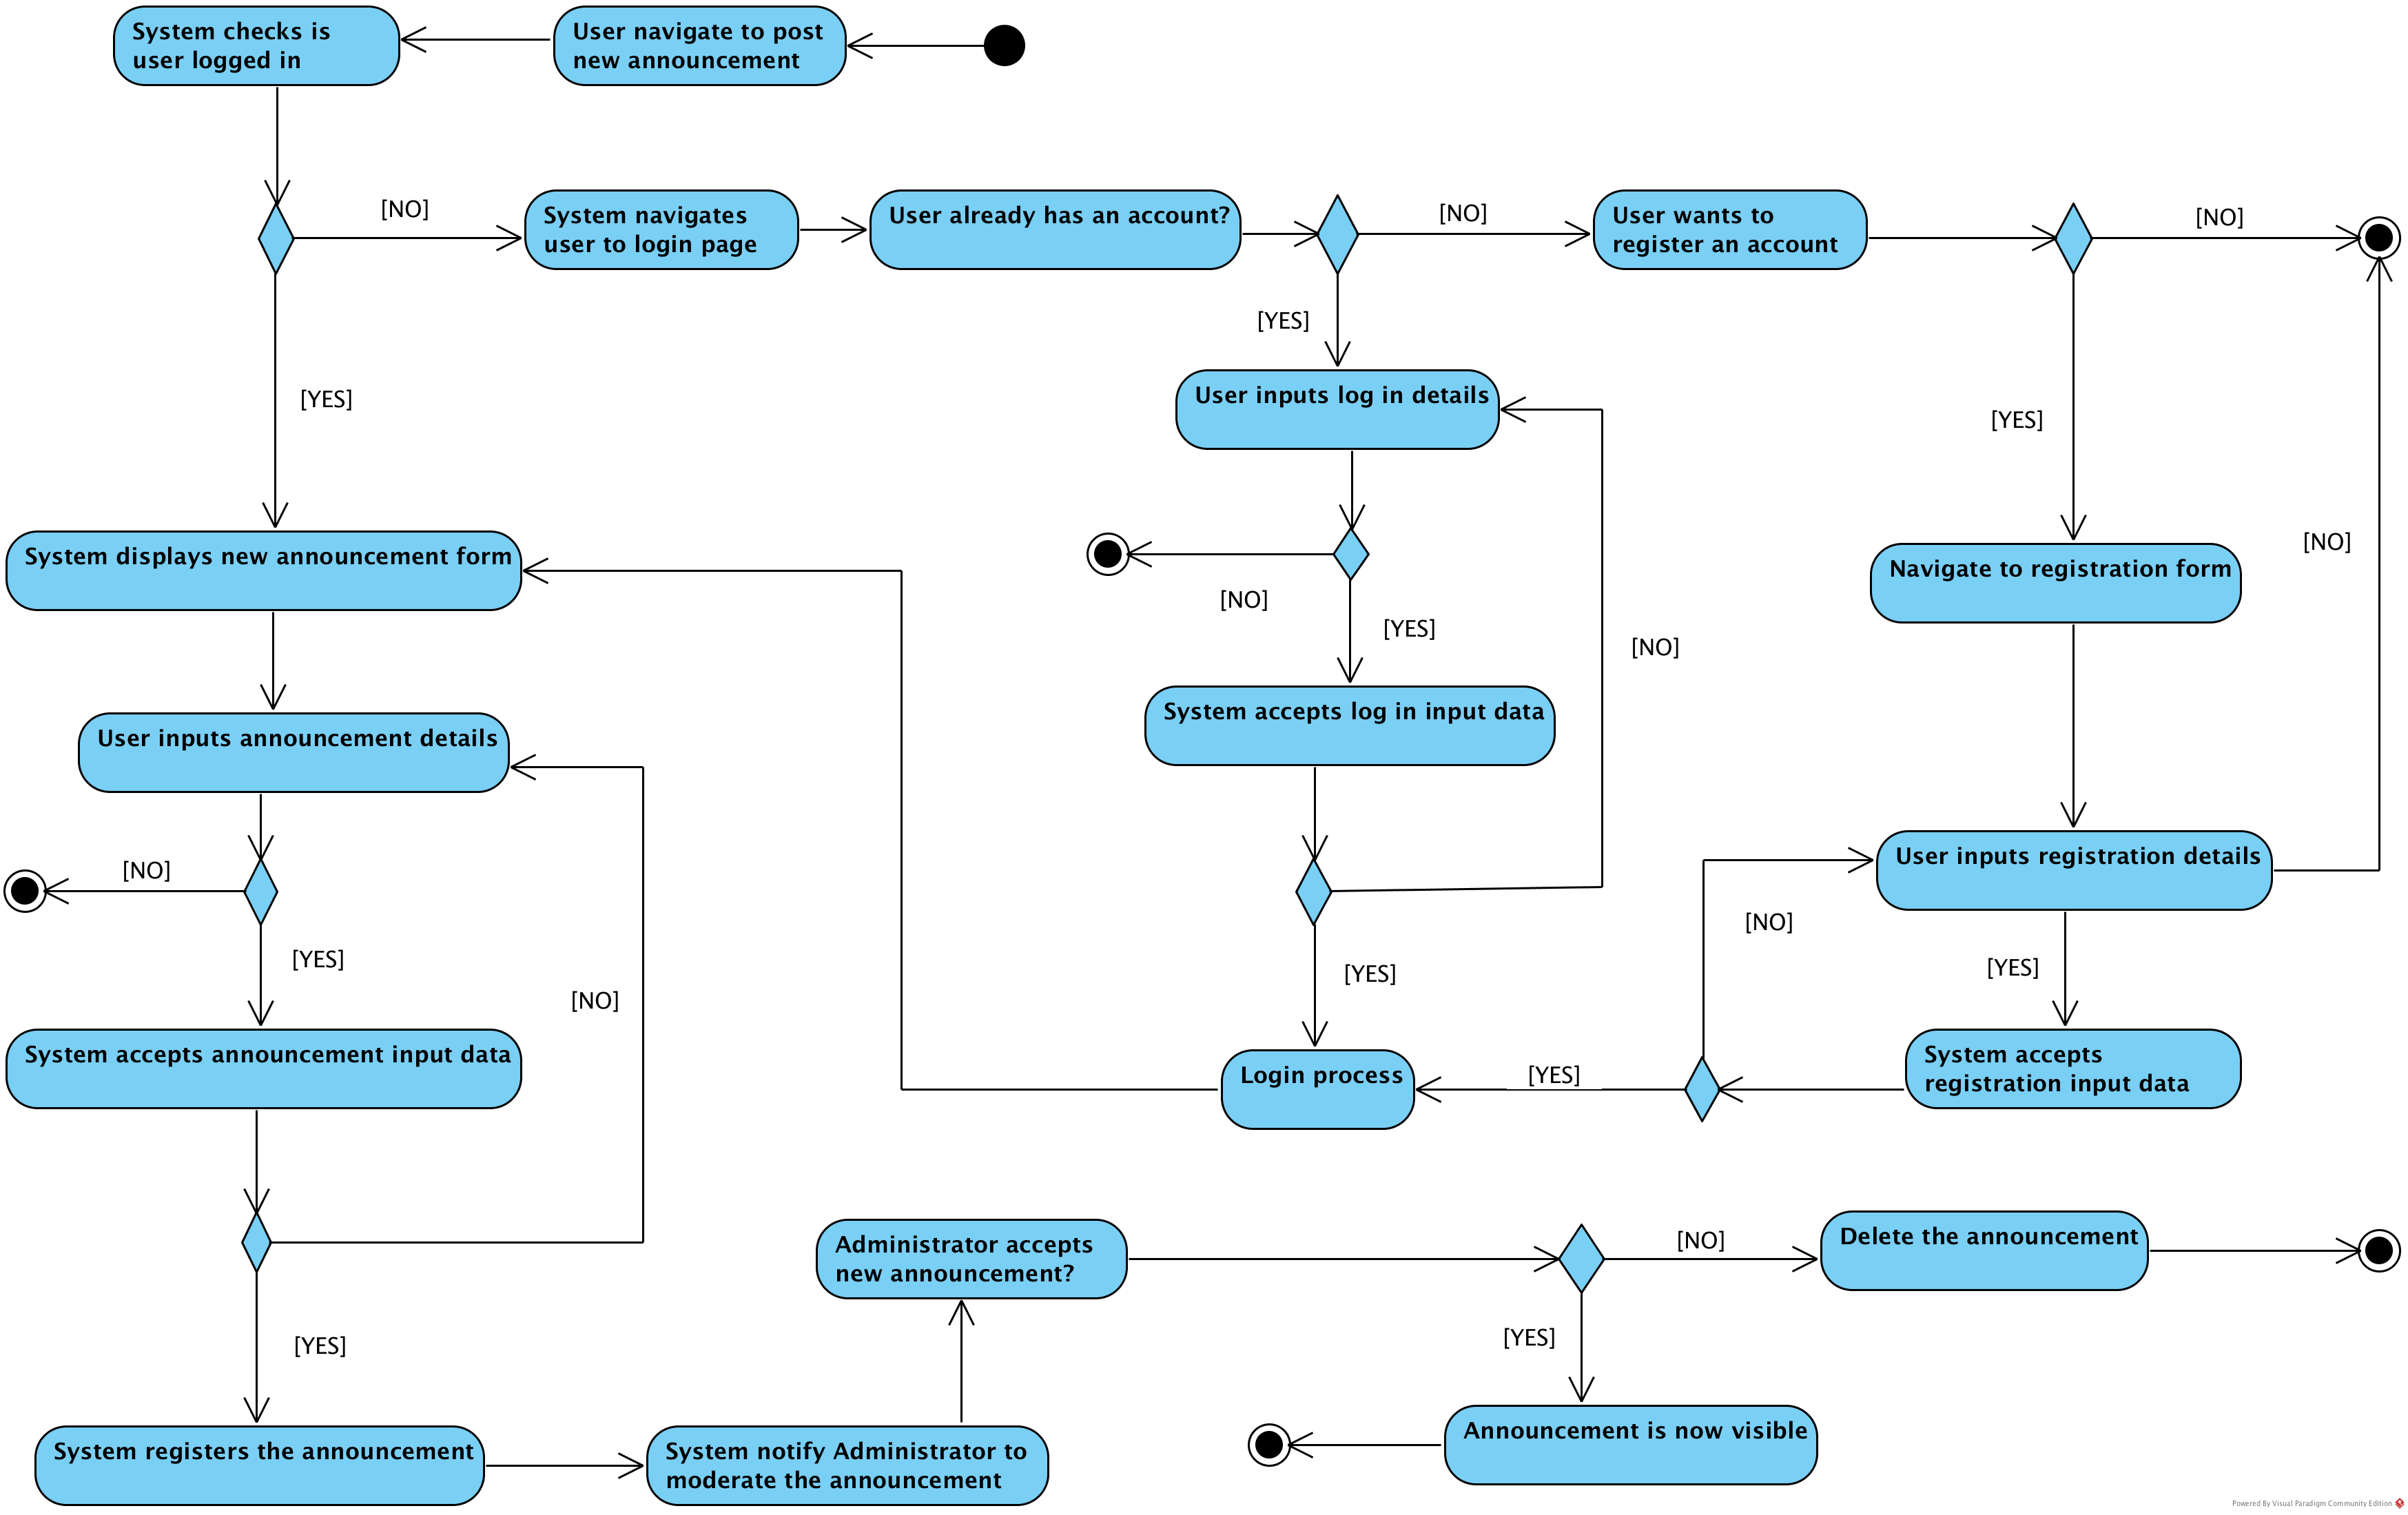 System checks is
user logged in
User navigate to post
new announcement
[NO]
System navigates
user to login page
User already has an account?
[NO]
User wants to
register an account
[NO]
[YES]
[YES]
User inputs log in details
[YES]
[NO]
System displays new announcement form
Navigate to registration form
[NO]
[YES]
[NO]
System accepts log in input data
User inputs announcement details
User inputs registration details
[NO]
[NO]
[YES]
[YES]
[YES]
[NO]
System accepts announcement input data
System accepts
registration input data
Login process
[YES]
Administrator accepts
new announcement?
[NO]
Delete the announcement
[YES]
[YES]
Announcement is now visible
System registers the announcement
System notify Administrator to
moderate the announcement
Powered By Visual Paradigm Community Edition